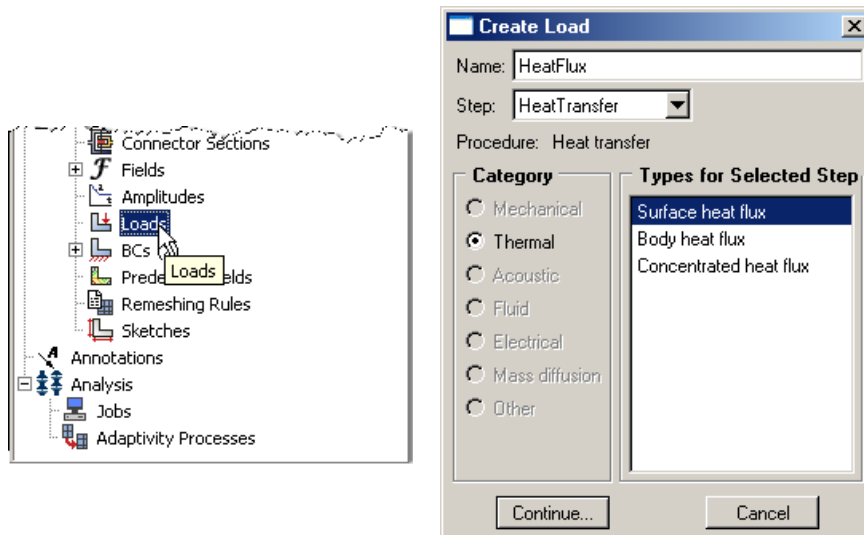 Connector Sections
Fields
Amplitudes
Loads
BCs
Loads
Remeshing Rules
Sketches
Annotations
Analysis
Jobs
Adaptivity Processes
Create Load
Name: HeatFlux
Step: HeatTransfer
Procedure: Heat transfer
Category
Mechanical
Thermal
Acoustic
Fluid
Electrical
Mass diffusion
Other
Types for Selected Step
Surface heat flux
Body heat flux
Concentrated heat flux
Continue... Cancel